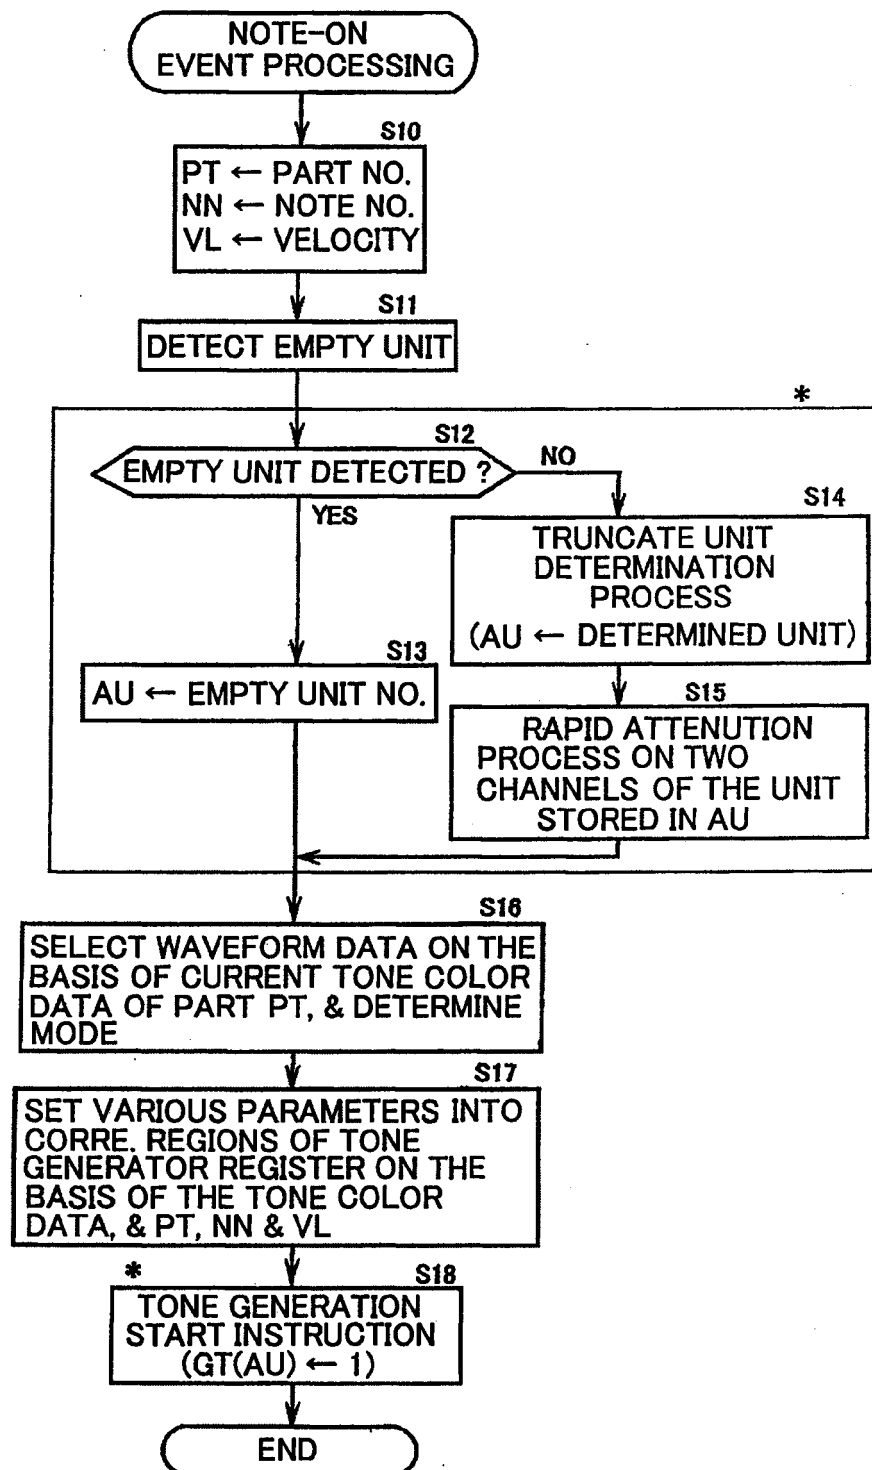 NOTE-ON
EVENT PROCESSING
S10
PT ← PART NO.
NN ← NOTE NO.
VL ← VELOCITY
S11
DETECT EMPTY UNIT
*
S12
EMPTY UNIT DETECTED ?
NO
YES
S14
TRUNCATE UNIT
DETERMINATION
PROCESS
(AU ← DETERMINED UNIT)
S13
AU ← EMPTY UNIT NO.
S15
RAPID ATTENUTION
PROCESS ON TWO
CHANNELS OF THE UNIT
STORED IN AU
S16
SELECT WAVEFORM DATA ON THE
BASIS OF CURRENT TONE COLOR
DATA OF PART PT, & DETERMINE
MODE
S17
SET VARIOUS PARAMETERS INTO
CORRE. REGIONS OF TONE
GENERATOR REGISTER ON THE
BASIS OF THE TONE COLOR
DATA, & PT, NN & VL
*
S18
TONE GENERATION
START INSTRUCTION
(GT(AU) ← 1)
END